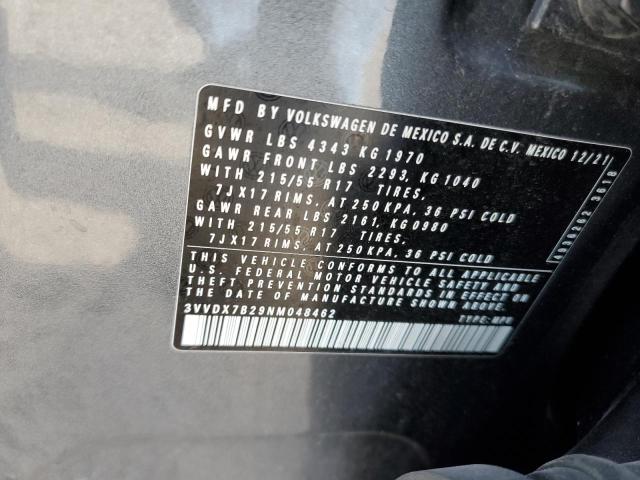 MFD BY VOLKSWAGEN DE MEXICO S.A. DE C.V. MEXICO 12/21
GVWR LBS 4343 KG 1970
GAWR FRONT LBS 2293, KG 1040
WITH 215/55 R17 TIRES,
7JX17 RIMS, AT 250 KPA, 36 PSI COLD
GAWR REAR LBS 2161, KG 0980
WITH 215/55 R17 TIRES,
7JX17 RIMS, AT 250 KPA, 36 PSI COLD
THIS VEHICLE CONFORMS TO ALL APPLICABLE
U.S. FEDERAL MOTOR VEHICLE SAFETY AND
THEFT PREVENTION STANDARDS IN EFFECT ON
THE DATE OF MANUFACTURE SHOWN ABOVE.
3VVDX7B29NM048462
TYPE: MPV